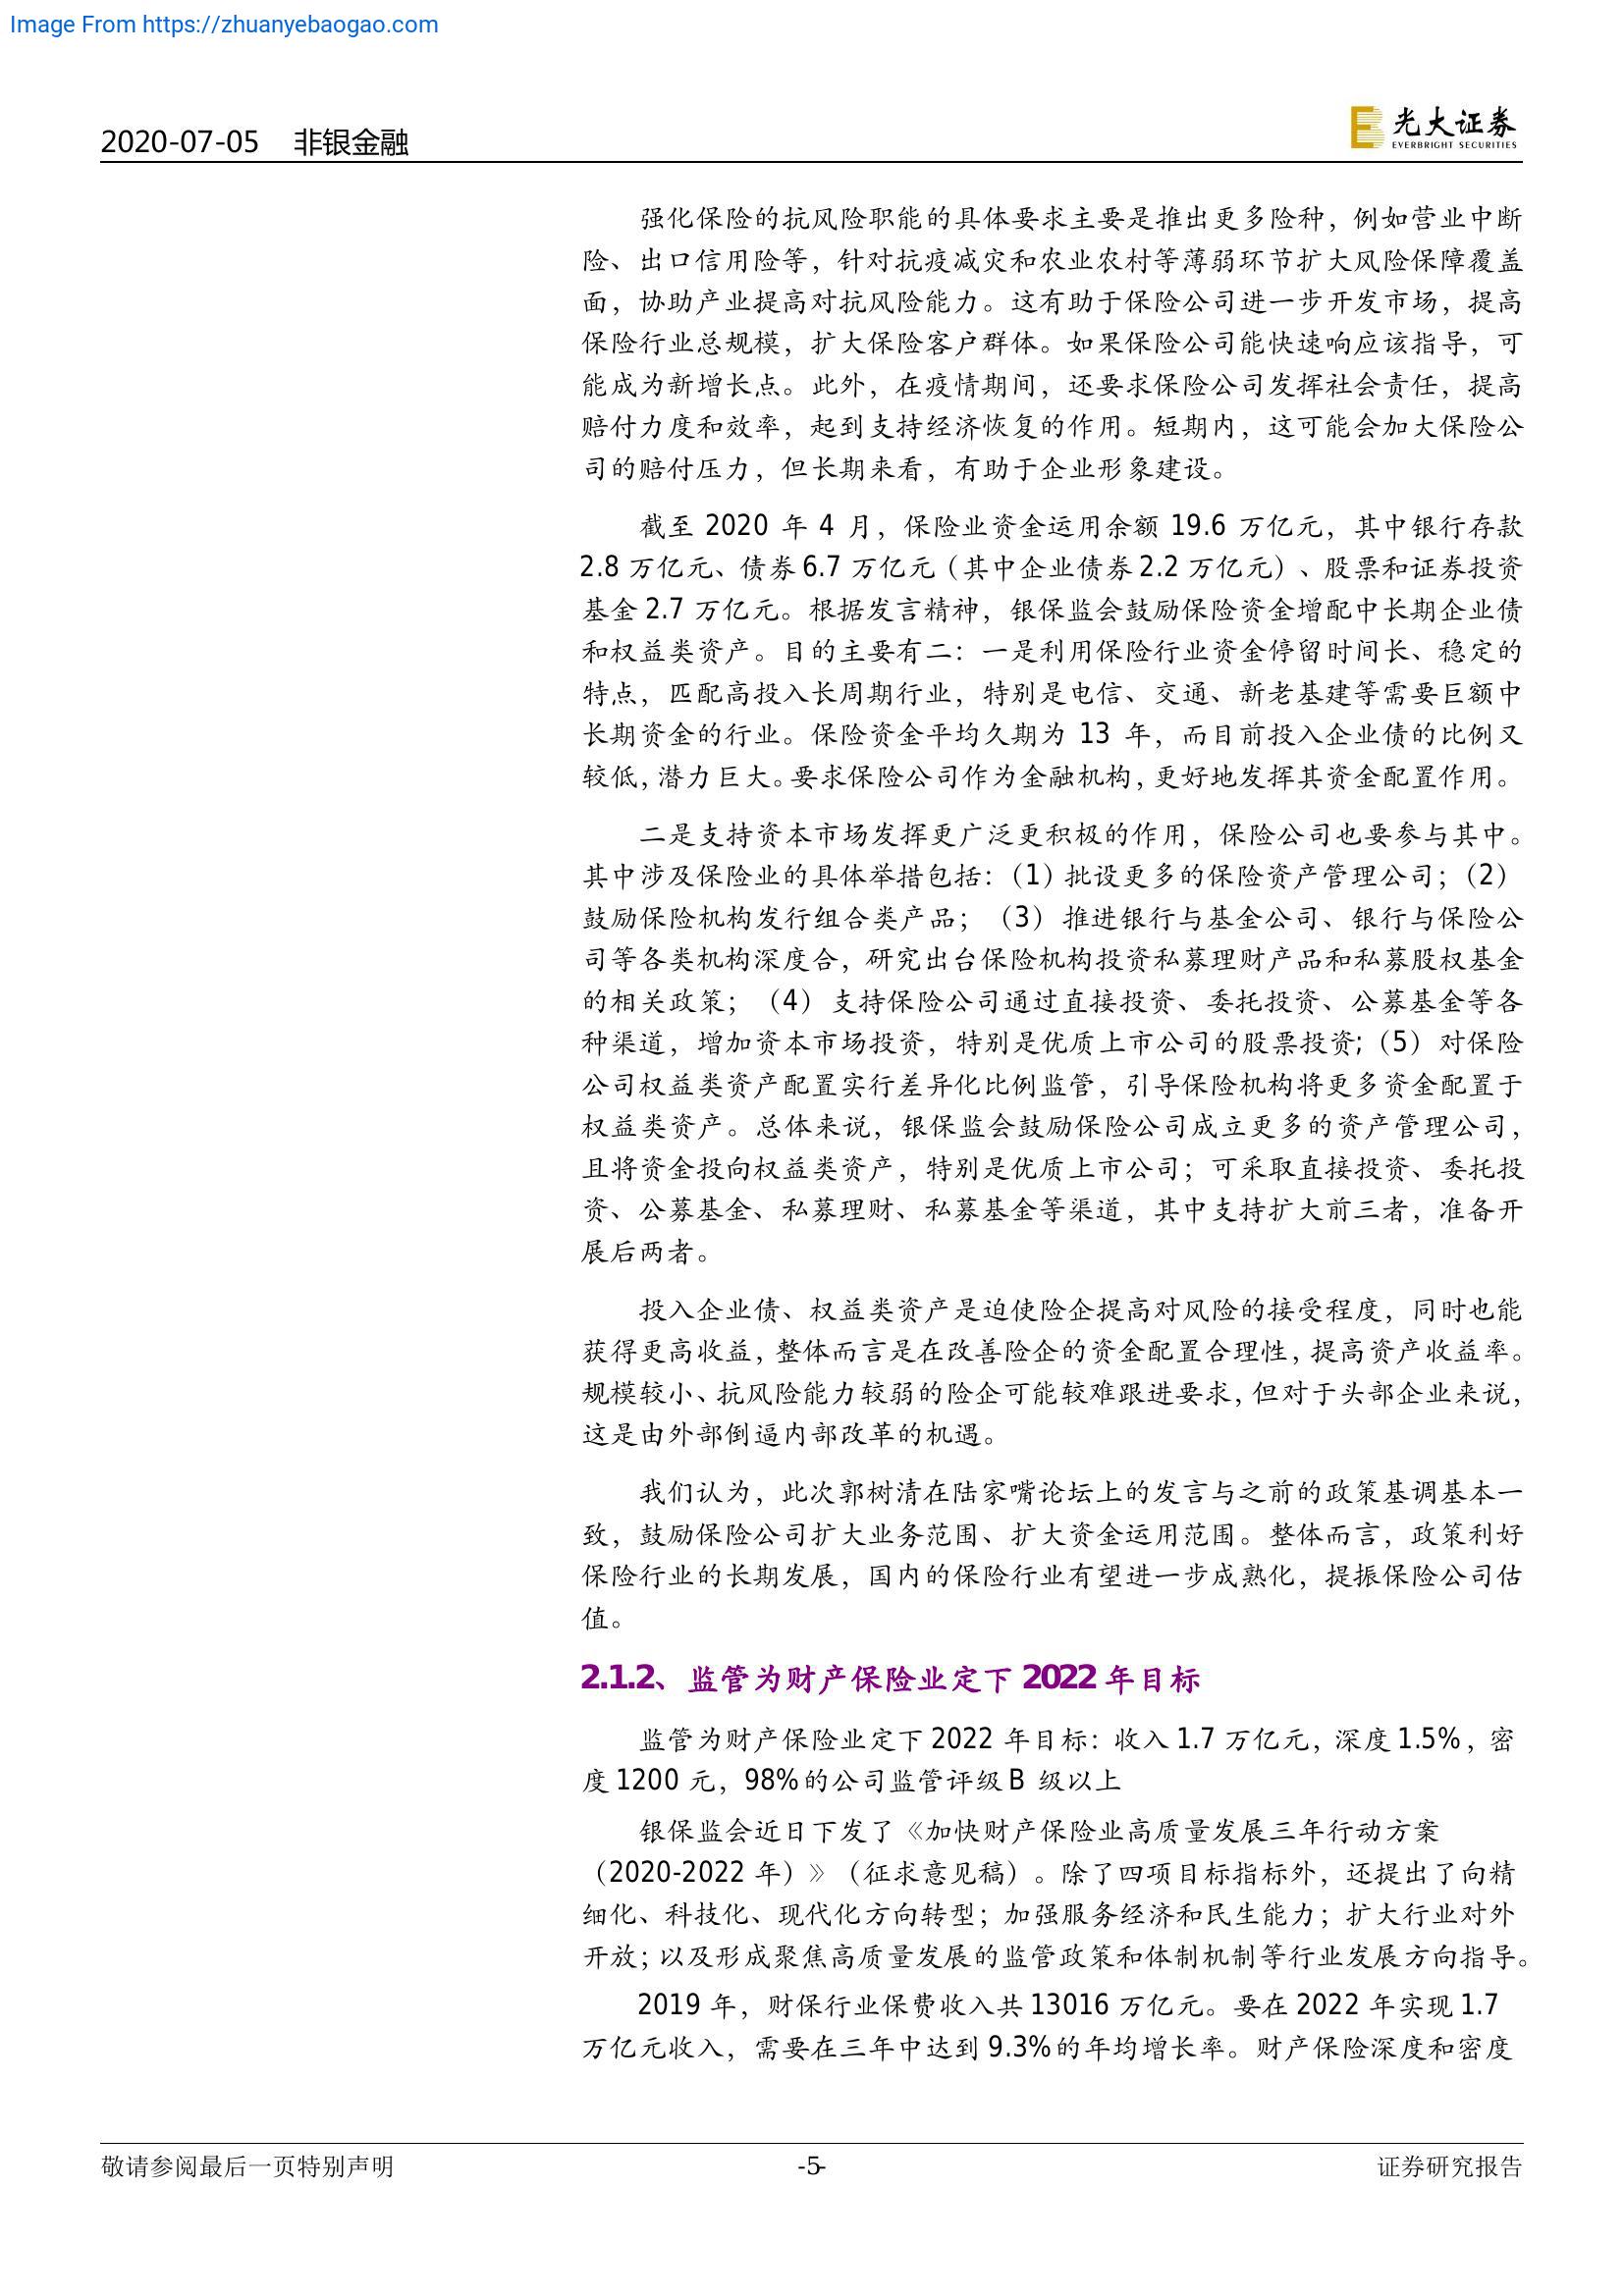 Image From https://zhuanyebaogao.com
2020-07-05 非银金融
光大证券
EVERBRIGHT SECURITIES
强化保险的抗风险职能的具体要求主要是推出更多险种，例如营业中断
险、出口信用险等，针对抗疫减灾和农业农村等薄弱环节扩大风险保障覆盖
面，协助产业提高对抗风险能力。这有助于保险公司进一步开发市场，提高
保险行业总规模，扩大保险客户群体。如果保险公司能快速响应该指导，可
能成为新增长点。此外，在疫情期间，还要求保险公司发挥社会责任，提高
赔付力度和效率，起到支持经济恢复的作用。短期内，这可能会加大保险公
司的赔付压力，但长期来看，有助于企业形象建设。
截至 2020 年 4 月，保险业资金运用余额 19.6 万亿元，其中银行存款
2.8 万亿元、债券 6.7 万亿元（其中企业债券 2.2 万亿元）、股票和证券投资
基金 2.7 万亿元。根据发言精神，银保监会鼓励保险资金增配中长期企业债
和权益类资产。目的主要有二：一是利用保险行业资金停留时间长、稳定的
特点，匹配高投入长周期行业，特别是电信、交通、新老基建等需要巨额中
长期资金的行业。保险资金平均久期为 13 年，而目前投入企业债的比例又
较低，潜力巨大。要求保险公司作为金融机构，更好地发挥其资金配置作用。
二是支持资本市场发挥更广泛更积极的作用，保险公司也要参与其中。
其中涉及保险业的具体举措包括：（1）批设更多的保险资产管理公司；（2）
鼓励保险机构发行组合类产品；（3）推进银行与基金公司、银行与保险公
司等各类机构深度合，研究出台保险机构投资私募理财产品和私募股权基金
的相关政策；（4）支持保险公司通过直接投资、委托投资、公募基金等各
种渠道，增加资本市场投资，特别是优质上市公司的股票投资;（5）对保险
公司权益类资产配置实行差异化比例监管，引导保险机构将更多资金配置于
权益类资产。总体来说，银保监会鼓励保险公司成立更多的资产管理公司，
且将资金投向权益类资产，特别是优质上市公司；可采取直接投资、委托投
资、公募基金、私募理财、私募基金等渠道，其中支持扩大前三者，准备开
展后两者。
投入企业债、权益类资产是迫使险企提高对风险的接受程度，同时也能
获得更高收益，整体而言是在改善险企的资金配置合理性，提高资产收益率。
规模较小、抗风险能力较弱的险企可能较难跟进要求，但对于头部企业来说，
这是由外部倒逼内部改革的机遇。
我们认为，此次郭树清在陆家嘴论坛上的发言与之前的政策基调基本一
致，鼓励保险公司扩大业务范围、扩大资金运用范围。整体而言，政策利好
保险行业的长期发展，国内的保险行业有望进一步成熟化，提振保险公司估
值。
2.1.2、监管为财产保险业定下 2022 年目标
监管为财产保险业定下 2022 年目标：收入 1.7 万亿元，深度 1.5%，密
度 1200 元，98%的公司监管评级 B 级以上
银保监会近日下发了《加快财产保险业高质量发展三年行动方案
（2020-2022 年）》（征求意见稿）。除了四项目标指标外，还提出了向精
细化、科技化、现代化方向转型；加强服务经济和民生能力；扩大行业对外
开放；以及形成聚焦高质量发展的监管政策和体制机制等行业发展方向指导。
2019 年，财保行业保费收入共 13016 万亿元。要在 2022 年实现 1.7
万亿元收入，需要在三年中达到 9.3%的年均增长率。财产保险深度和密度
敬请参阅最后一页特别声明 -5- 证券研究报告